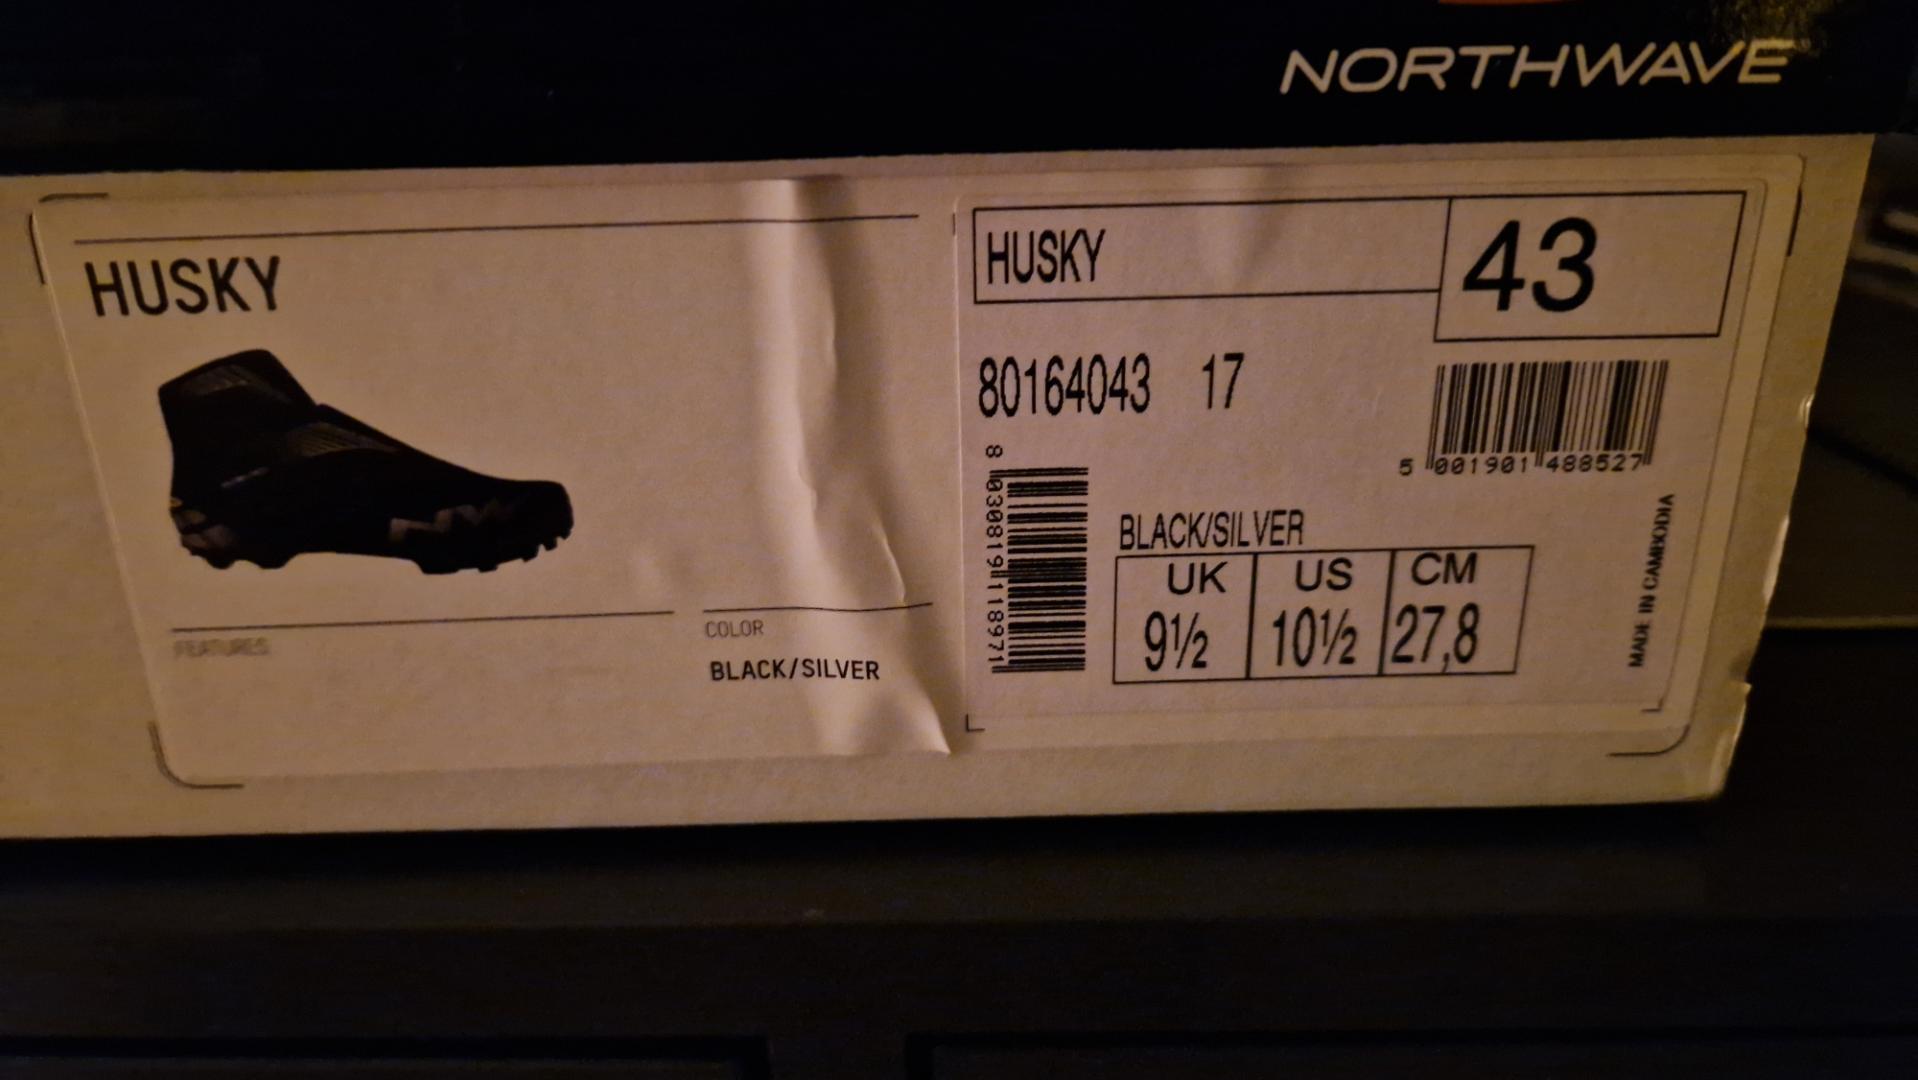 NORTHWAVE
HUSKY
FEATURES
COLOR
BLACK/SILVER
HUSKY
43
80164043 17
5 001901 488527
8 030819 118971
BLACK/SILVER
UK US CM
9½ 10½ 27,8
MADE IN CAMBODIA